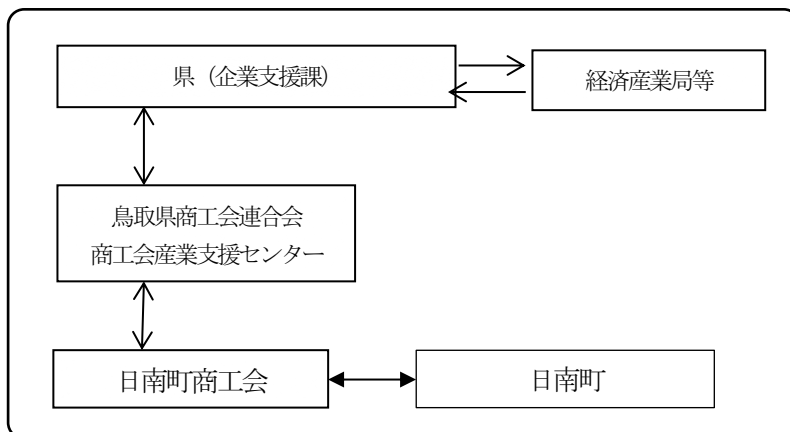 県（企業支援課）
経済産業局等
鳥取県商工会連合会
商工会産業支援センター
日南町商工会
日南町